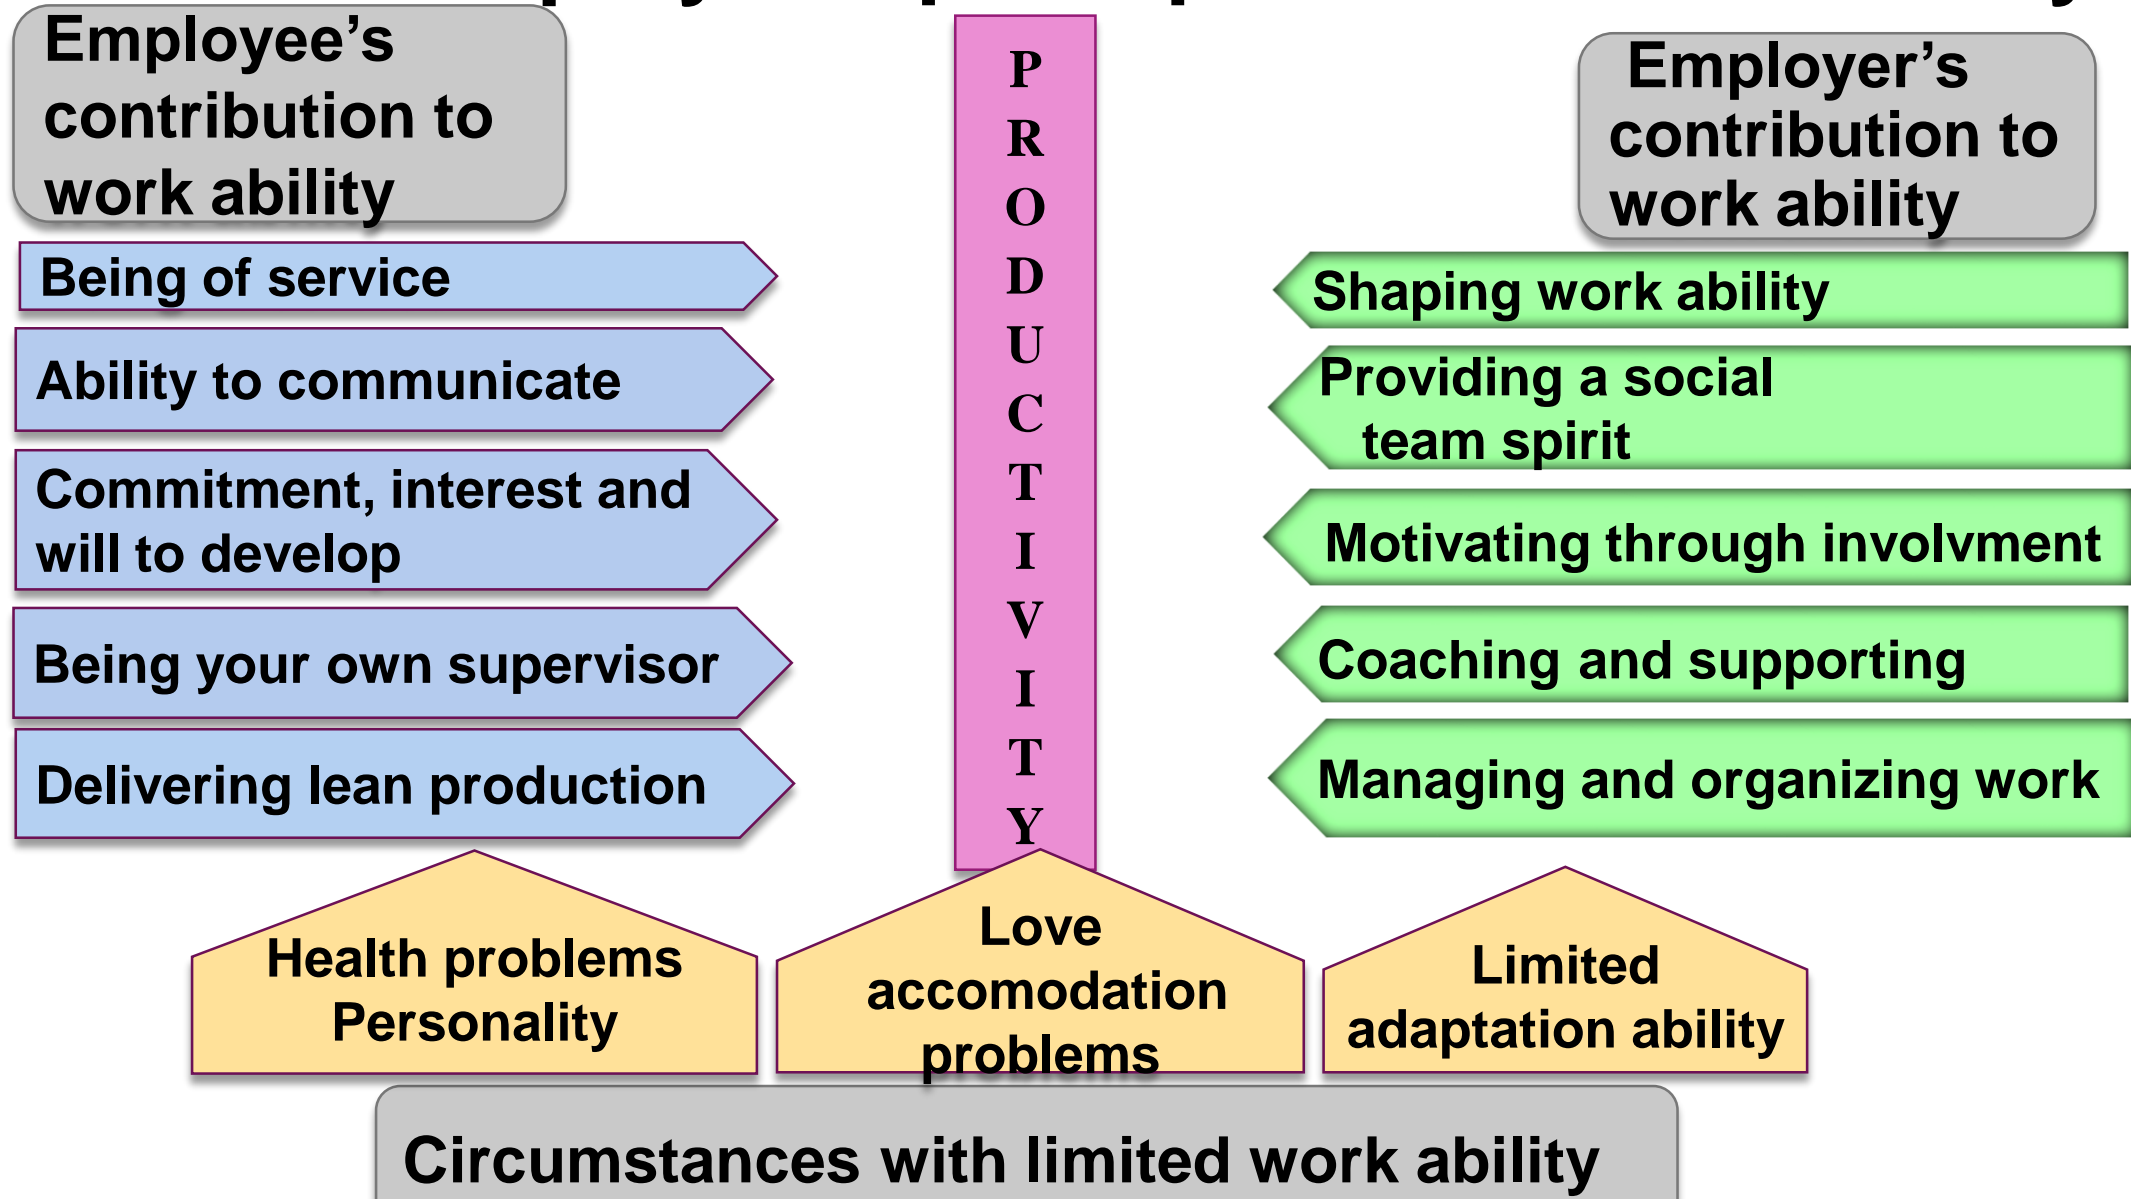 Employee's
contribution to
work ability
Being of service
Ability to communicate
Commitment, interest and
will to develop
Being your own supervisor
Delivering lean production
P
R
O
D
U
C
T
I
V
I
T
Y
Employer's
contribution to
work ability
Shaping work ability
Providing a social
team spirit
Motivating through involvment
Coaching and supporting
Managing and organizing work
Health problems
Personality
Love
accomodation
problems
Limited
adaptation ability
Circumstances with limited work ability